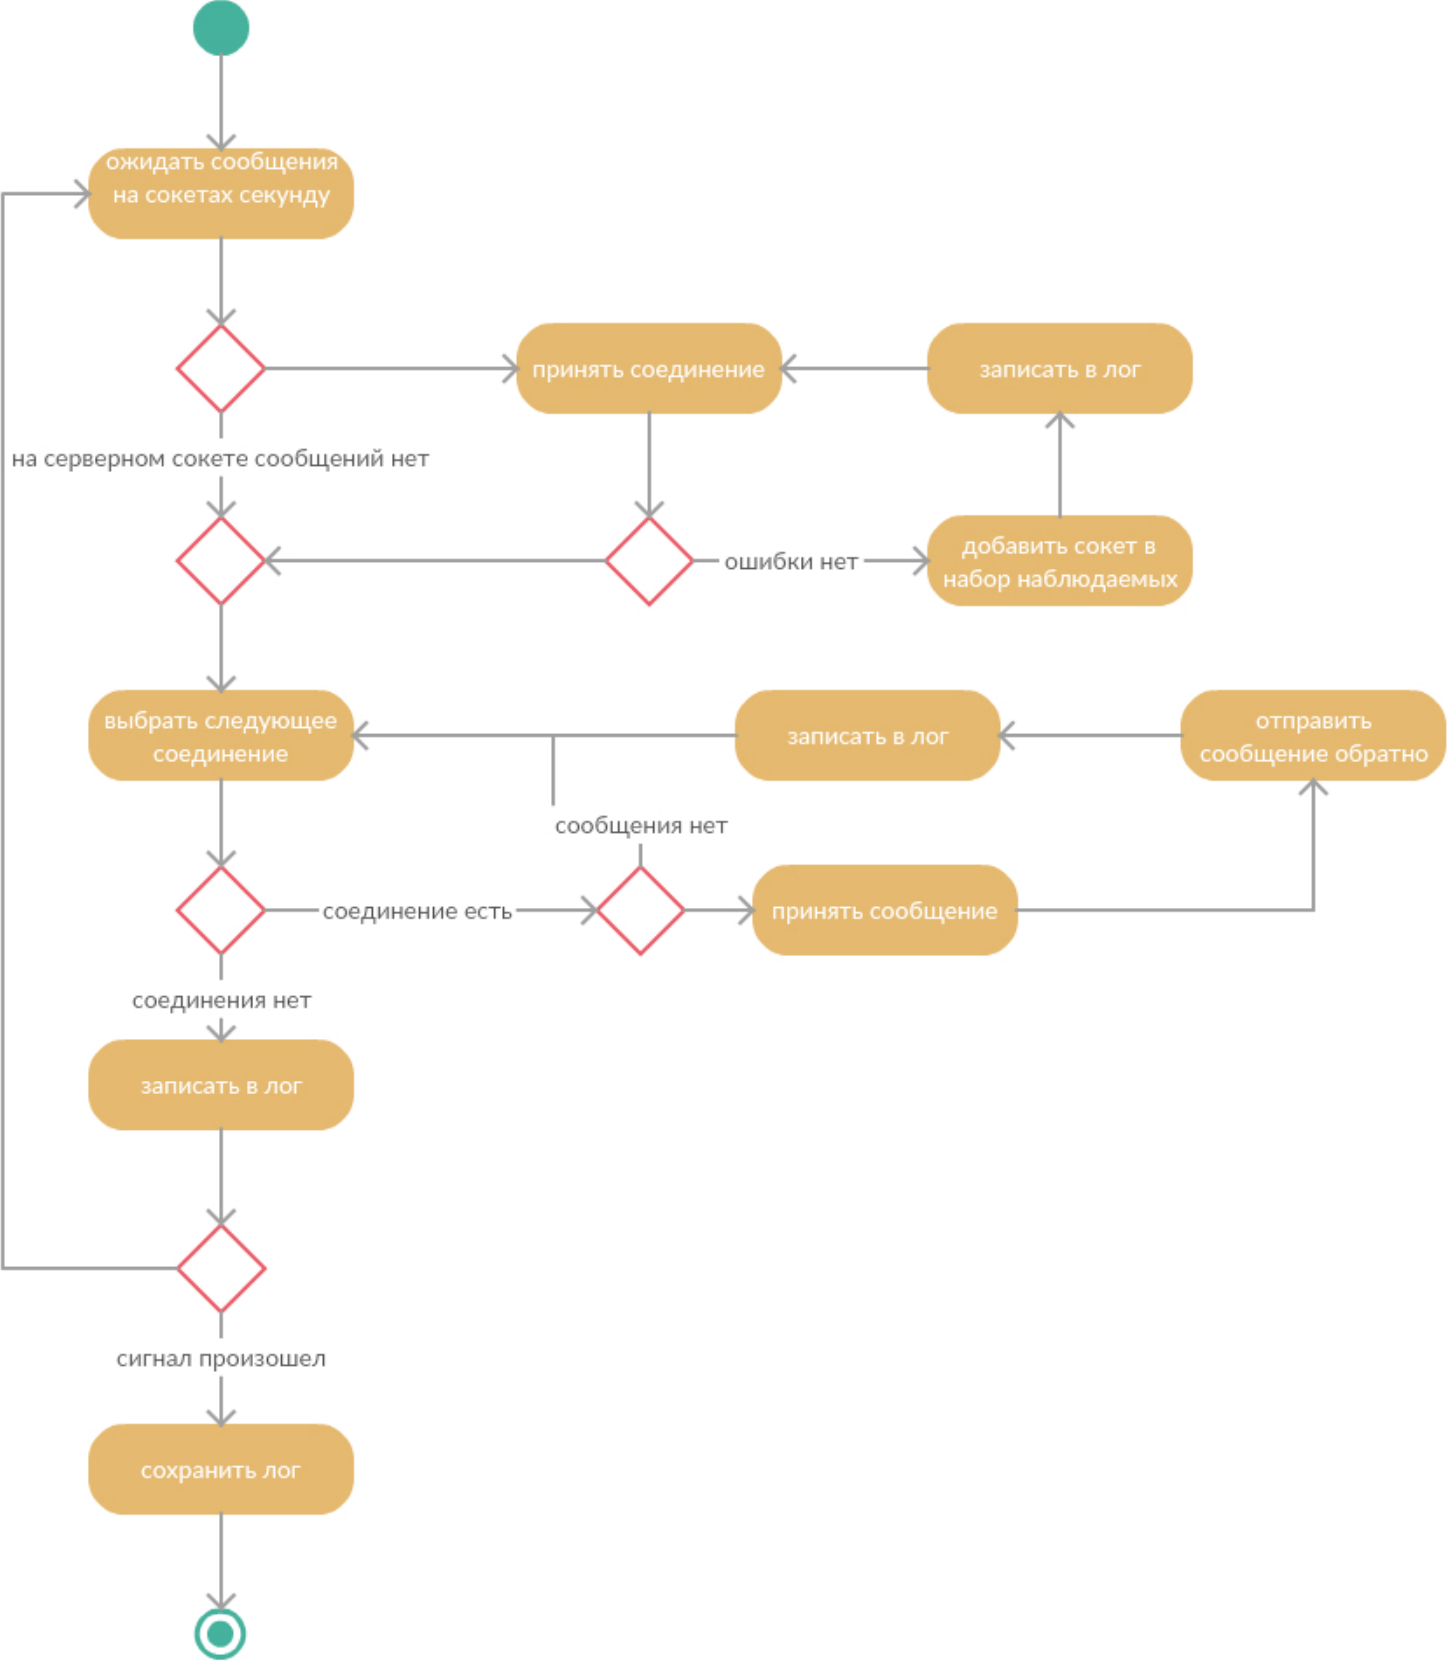 ожидать сообщения
на сокетах секунду
принять соединение
записать в лог
на серверном сокете сообщений нет
ошибки нет
добавить сокет в
набор наблюдаемых
выбрать следующее
соединение
записать в лог
отправить
сообщение обратно
сообщения нет
соединение есть
принять сообщение
соединения нет
записать в лог
сигнал произошел
сохранить лог